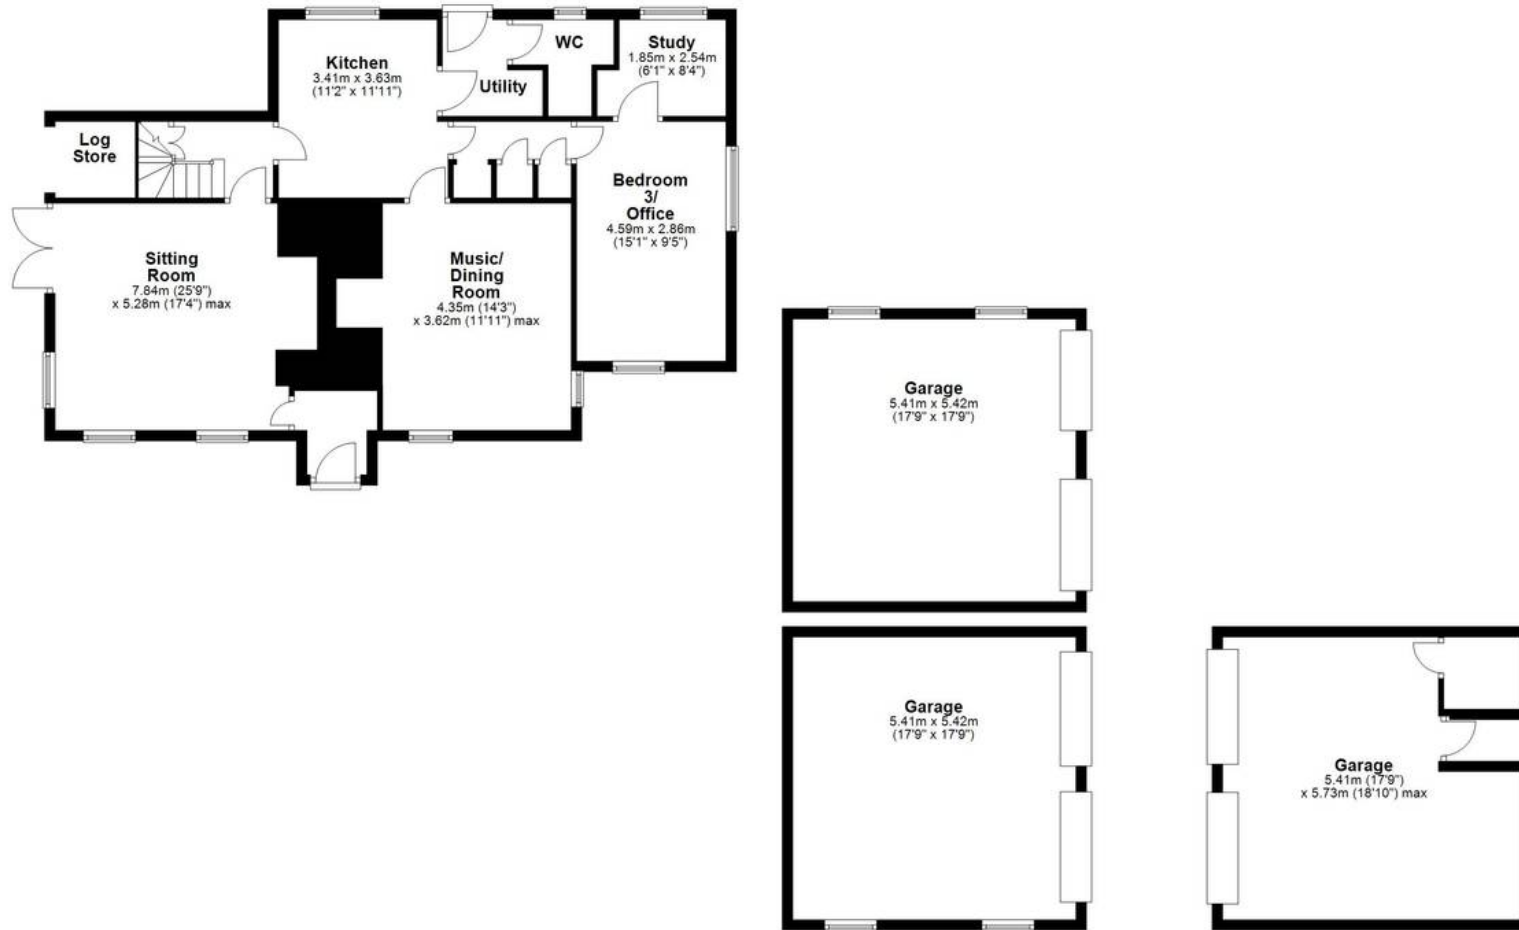 Kitchen
3.41m x 3.63m
(11'2" x 11'11")
Utility
WC
Study
1.85m x 2.54m
(6'1" x 8'4")
Log
Store
Bedroom
3/
Office
4.59m x 2.86m
(15'1" x 9'5")
Sitting
Room
7.84m (25'9")
x 5.28m (17'4") max
Music/
Dining
Room
4.35m (14'3")
x 3.62m (11'11") max
Garage
5.41m x 5.42m
(17'9" x 17'9")
Garage
5.41m x 5.42m
(17'9" x 17'9")
Garage
5.41m (17'9")
x 5.73m (18'10") max